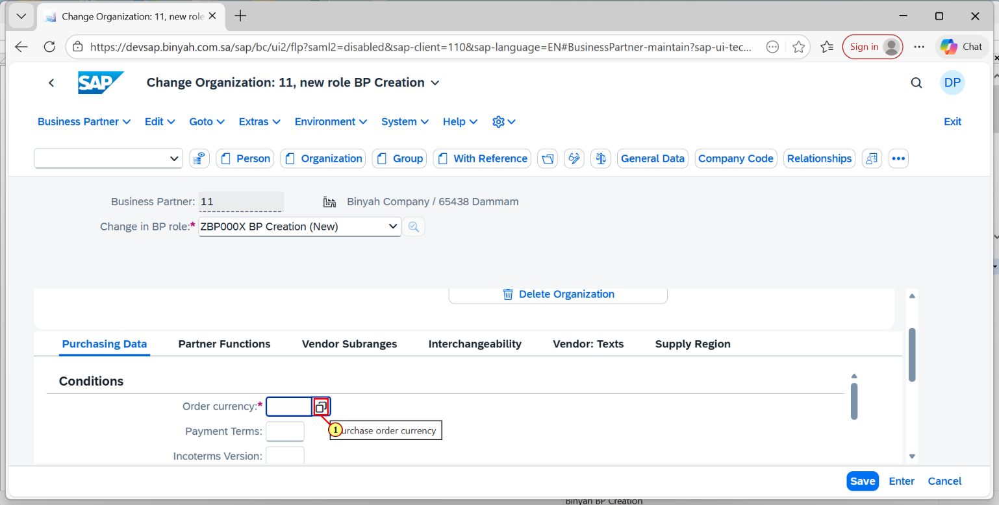 Change Organization: 11, new role
https://devsap.binyah.com.sa/sap/bc/ui2/flp?saml2=disabled&sap-client=110&sap-language=EN#BusinessPartner-maintain?sap-ui-tec...
Sign in
Chat
SAP
Change Organization: 11, new role BP Creation
DP
Business Partner
Edit
Goto
Extras
Environment
System
Help
Exit
Person
Organization
Group
With Reference
General Data
Company Code
Relationships
Business Partner: 11
Binyah Company / 65438 Dammam
Change in BP role:* ZBP000X BP Creation (New)
Delete Organization
Purchasing Data
Partner Functions
Vendor Subranges
Interchangeability
Vendor: Texts
Supply Region
Conditions
Order currency:*
1
urchase order currency
Payment Terms:
Incoterms Version:
Save
Enter
Cancel
Binyah BP Creation